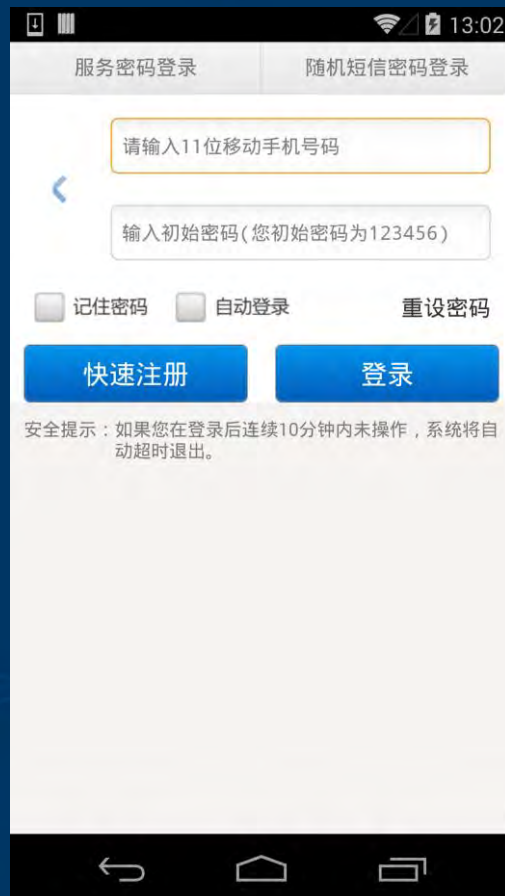 13:02
服务密码登录
随机短信密码登录
请输入11位移动手机号码
输入初始密码(您初始密码为123456)
记住密码
自动登录
重设密码
快速注册
登录
安全提示：如果您在登录后连续10分钟内未操作，系统将自
动超时退出。